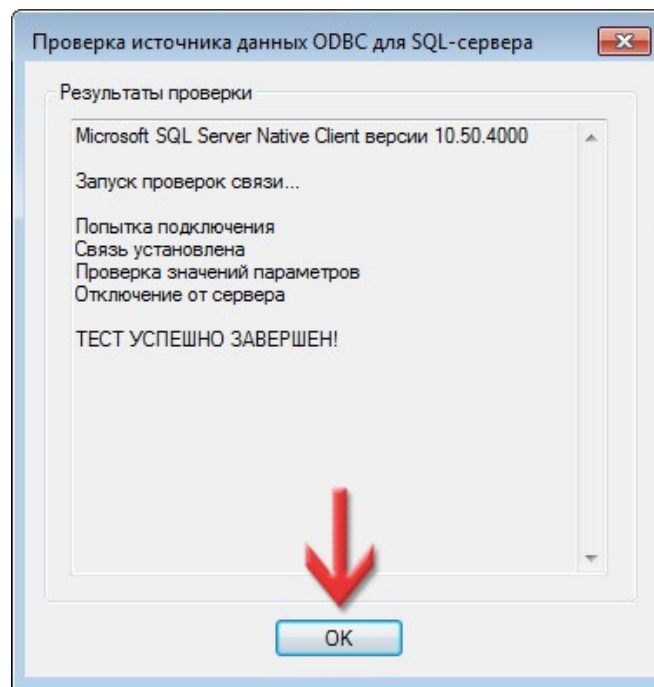 Проверка источника данных ODBC для SQL-сервера
Результаты проверки
Microsoft SQL Server Native Client версии 10.50.4000
Запуск проверок связи...
Попытка подключения
Связь установлена
Проверка значений параметров
Отключение от сервера
ТЕСТ УСПЕШНО ЗАВЕРШЕН!
OK